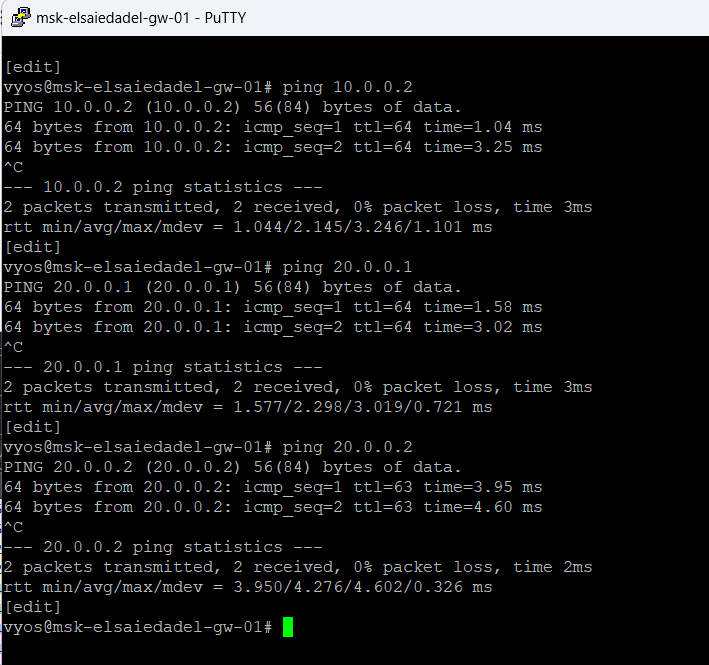 msk-elsaiedadel-gw-01 - PuTTY
[edit]
vyos@msk-elsaiedadel-gw-01# ping 10.0.0.2
PING 10.0.0.2 (10.0.0.2) 56(84) bytes of data.
64 bytes from 10.0.0.2: icmp_seq=1 ttl=64 time=1.04 ms
64 bytes from 10.0.0.2: icmp_seq=2 ttl=64 time=3.25 ms
^C
--- 10.0.0.2 ping statistics ---
2 packets transmitted, 2 received, 0% packet loss, time 3ms
rtt min/avg/max/mdev = 1.044/2.145/3.246/1.101 ms
[edit]
vyos@msk-elsaiedadel-gw-01# ping 20.0.0.1
PING 20.0.0.1 (20.0.0.1) 56(84) bytes of data.
64 bytes from 20.0.0.1: icmp_seq=1 ttl=64 time=1.58 ms
64 bytes from 20.0.0.1: icmp_seq=2 ttl=64 time=3.02 ms
^C
--- 20.0.0.1 ping statistics ---
2 packets transmitted, 2 received, 0% packet loss, time 3ms
rtt min/avg/max/mdev = 1.577/2.298/3.019/0.721 ms
[edit]
vyos@msk-elsaiedadel-gw-01# ping 20.0.0.2
PING 20.0.0.2 (20.0.0.2) 56(84) bytes of data.
64 bytes from 20.0.0.2: icmp_seq=1 ttl=63 time=3.95 ms
64 bytes from 20.0.0.2: icmp_seq=2 ttl=63 time=4.60 ms
^C
--- 20.0.0.2 ping statistics ---
2 packets transmitted, 2 received, 0% packet loss, time 2ms
rtt min/avg/max/mdev = 3.950/4.276/4.602/0.326 ms
[edit]
vyos@msk-elsaiedadel-gw-01#